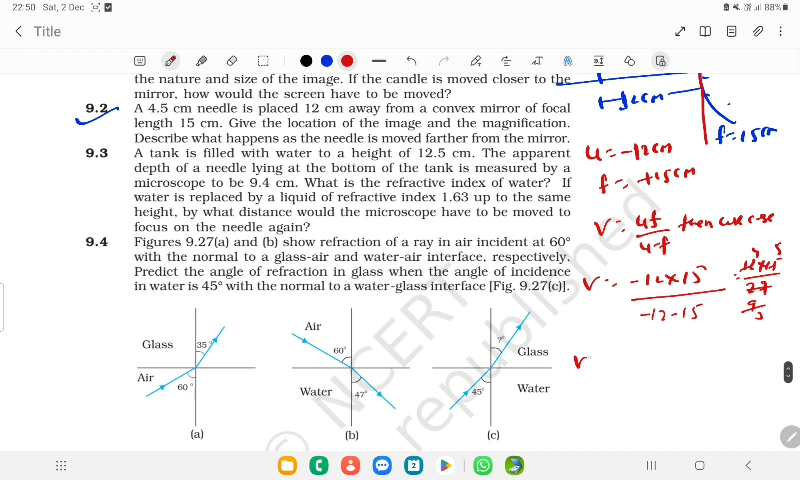 22:50 Sat, 2 Dec
88%
Title
the nature and size of the image. If the candle is moved closer to the
mirror, how would the screen have to be moved?
9.2 A 4.5 cm needle is placed 12 cm away from a convex mirror of focal
length 15 cm. Give the location of the image and the magnification.
Describe what happens as the needle is moved farther from the mirror.
9.3 A tank is filled with water to a height of 12.5 cm. The apparent
depth of a needle lying at the bottom of the tank is measured by a
microscope to be 9.4 cm. What is the refractive index of water? If
water is replaced by a liquid of refractive index 1.63 up to the same
height, by what distance would the microscope have to be moved to
focus on the needle again?
9.4 Figures 9.27(a) and (b) show refraction of a ray in air incident at 60°
with the normal to a glass-air and water-air interface, respectively.
Predict the angle of refraction in glass when the angle of incidence
in water is 45° with the normal to a water-glass interface [Fig. 9.27(c)].
12cm
f=15cm
u=-12cm
f=+15cm
v=uf/u-f
v=-12×15/-12-15
v
Glass 35°
Air 60°
(a)
Air 60°
Water 47°
(b)
?° Glass
45° Water
(c)
© NCERT
republished
2